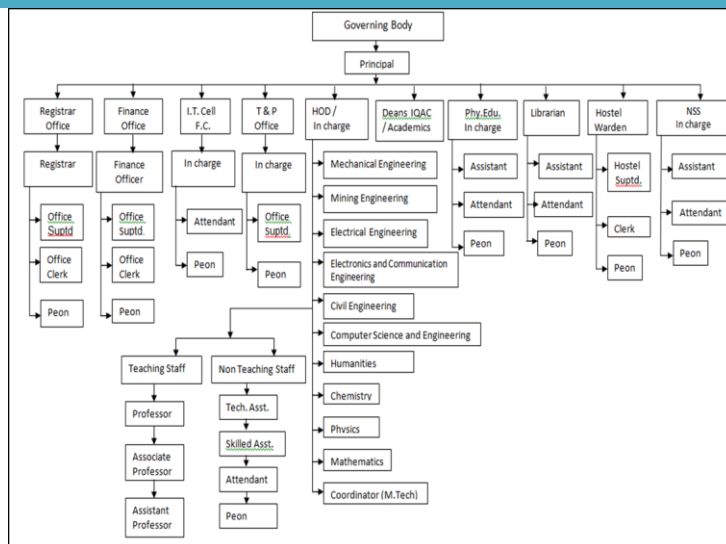 Governing Body
Principal
Registrar
Office
Finance
Office
I.T. Cell
F.C.
T & P
Office
HOD /
In charge
Deans IQAC
/ Academics
Phy.Edu.
In charge
Librarian
Hostel
Warden
NSS
In charge
Registrar
Office
Suptd
Office
Clerk
Peon
Finance
Officer
Office
Suptd.
Office
Clerk
Peon
In charge
Attendant
Peon
In charge
Office
Suptd
Peon
Mechanical Engineering
Mining Engineering
Electrical Engineering
Electronics and Communication
Engineering
Civil Engineering
Computer Science and Engineering
Humanities
Chemistry
Physics
Mathematics
Coordinator (M.Tech)
Assistant
Attendant
Peon
Assistant
Attendant
Peon
Hostel
Suptd.
Clerk
Peon
Assistant
Attendant
Peon
Teaching Staff
Professor
Associate
Professor
Assistant
Professor
Non Teaching Staff
Tech. Asst.
Skilled Asst.
Attendant
Peon